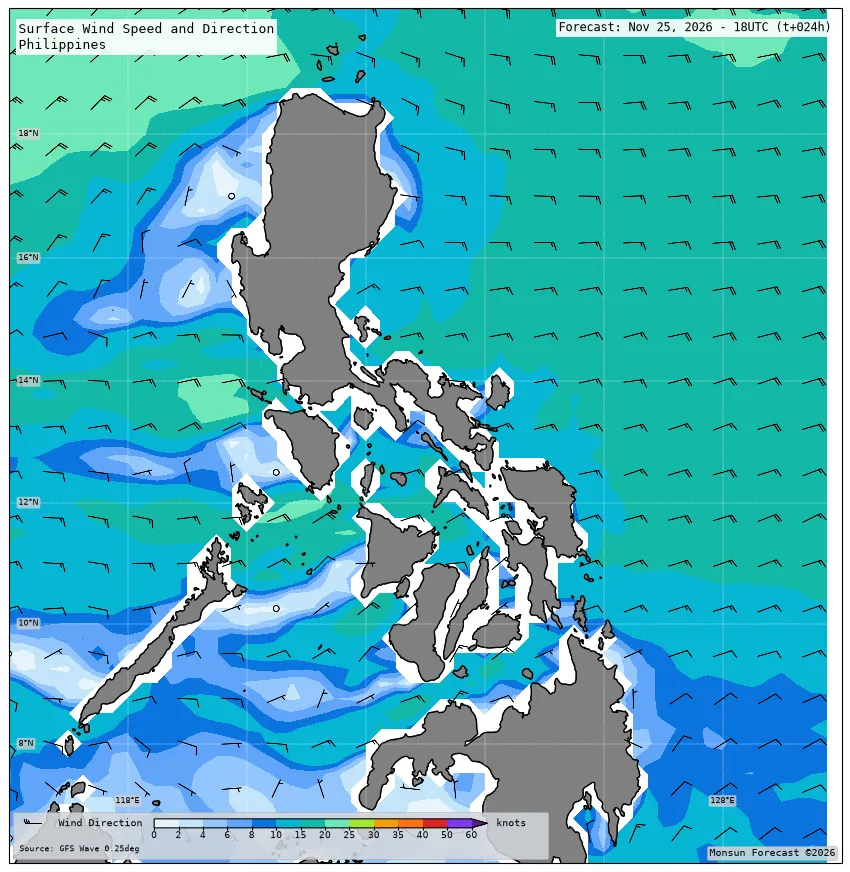 Surface Wind Speed and Direction
Philippines
Forecast: Nov 25, 2026 - 18UTC (t+024h)
18°N
16°N
14°N
12°N
10°N
8°N
118°E
128°E
Wind Direction
knots
0 2 4 6 8 10 15 20 25 30 35 40 50 60
Source: GFS Wave 0.25deg
Monsun Forecast ©2026